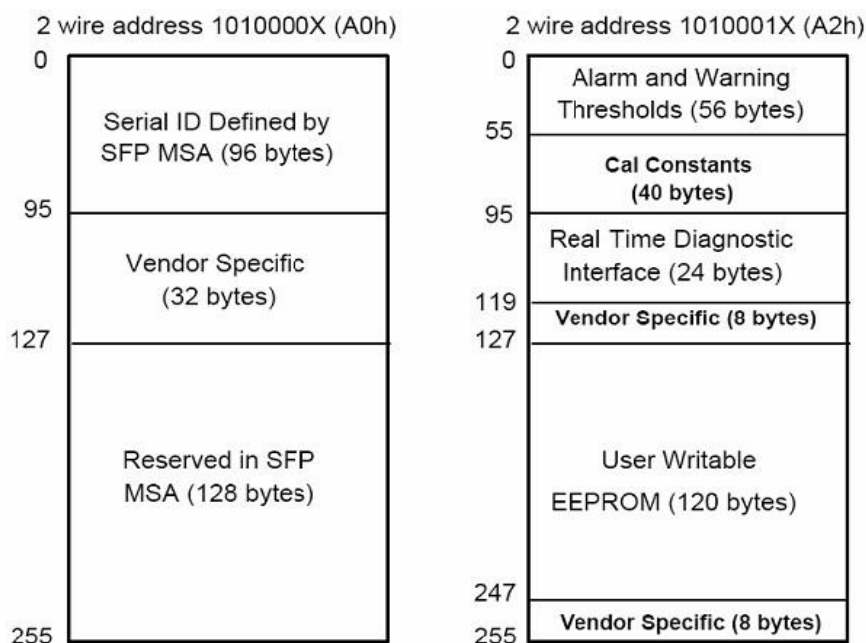 2 wire address 1010000X (A0h)
0
Serial ID Defined by
SFP MSA (96 bytes)
95
Vendor Specific
(32 bytes)
127
Reserved in SFP
MSA (128 bytes)
255
2 wire address 1010001X (A2h)
0
Alarm and Warning
Thresholds (56 bytes)
55
Cal Constants
(40 bytes)
95
Real Time Diagnostic
Interface (24 bytes)
119
Vendor Specific (8 bytes)
127
User Writable
EEPROM (120 bytes)
247
Vendor Specific (8 bytes)
255